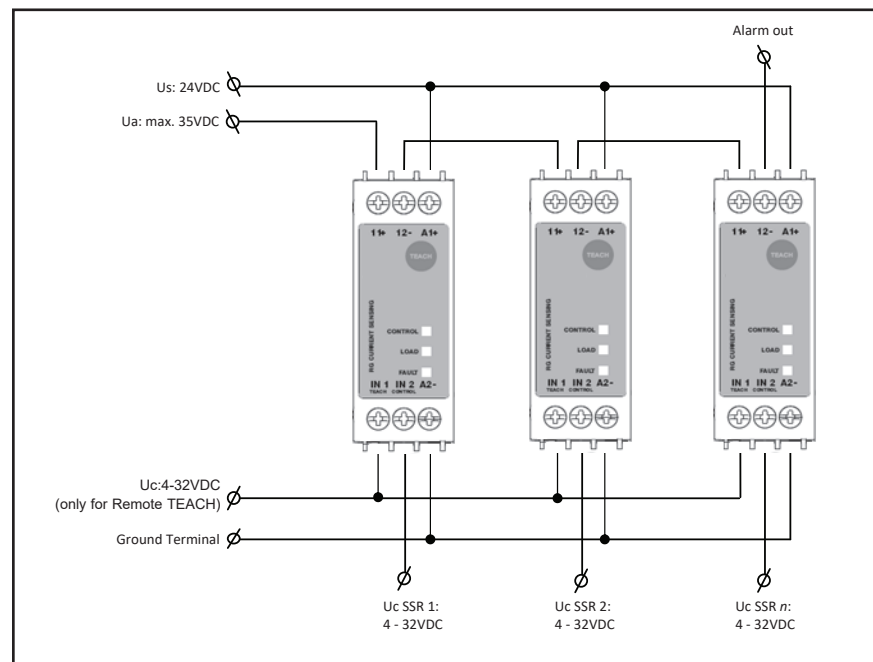 Alarm out
Us: 24VDC
Ua: max. 35VDC
11+ 12- A1+
TEACH
RG CURRENT SENSING
CONTROL
LOAD
FAULT
IN 1 IN 2 A2-
TEACH CONTROL
11+ 12- A1+
TEACH
RG CURRENT SENSING
CONTROL
LOAD
FAULT
IN 1 IN 2 A2-
TEACH CONTROL
11+ 12- A1+
TEACH
RG CURRENT SENSING
CONTROL
LOAD
FAULT
IN 1 IN 2 A2-
TEACH CONTROL
Uc:4-32VDC
(only for Remote TEACH)
Ground Terminal
Uc SSR 1:
4 - 32VDC
Uc SSR 2:
4 - 32VDC
Uc SSR n:
4 - 32VDC